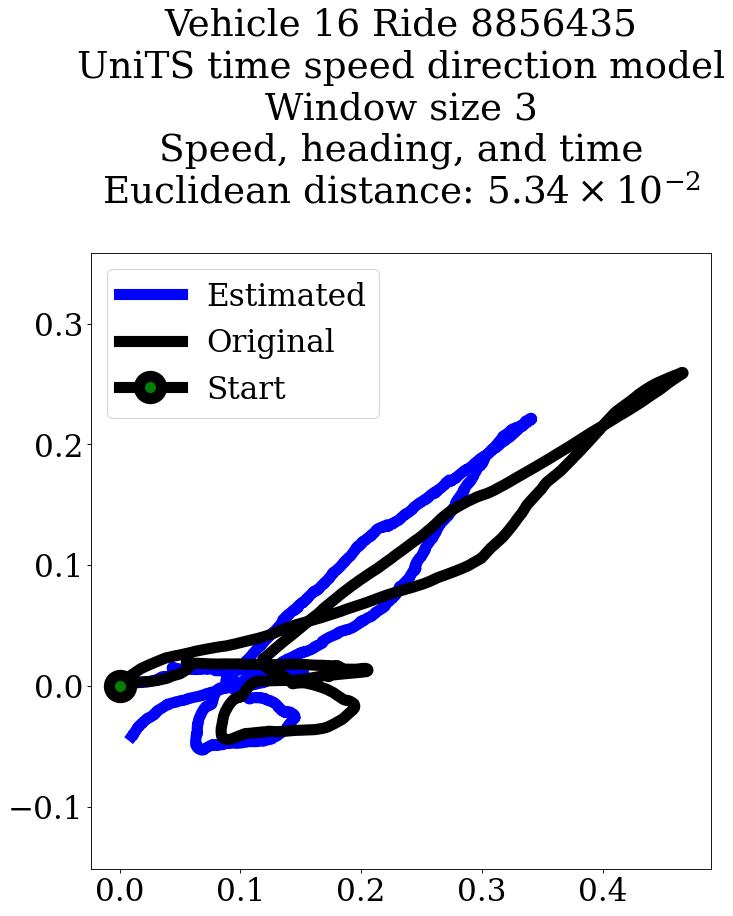 Vehicle 16 Ride 8856435
UniTS time speed direction model
Window size 3
Speed, heading, and time
Euclidean distance: 5.34 × 10⁻²
Estimated
Original
Start
0.3
0.2
0.1
0.0
−0.1
0.0 0.1 0.2 0.3 0.4